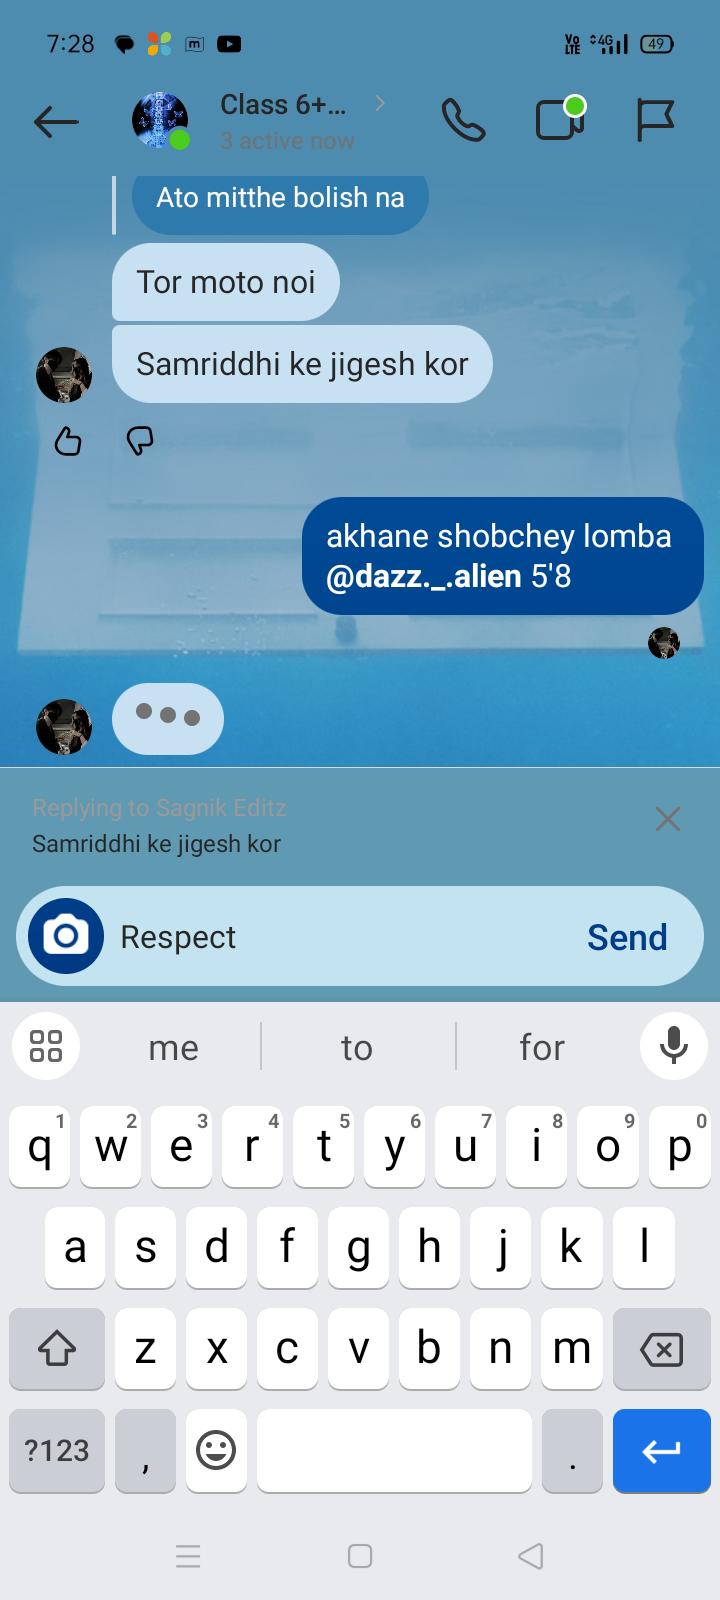 7:28
Vo
LTE
4G
49
Class 6+...
3 active now
Ato mitthe bolish na
Tor moto noi
Samriddhi ke jigesh kor
akhane shobchey lomba
@dazz._.alien 5'8
Replying to Sagnik Editz
Samriddhi ke jigesh kor
Respect
Send
me to for
1 2 3 4 5 6 7 8 9 0
q w e r t y u i o p
a s d f g h j k l
z x c v b n m
?123 , .